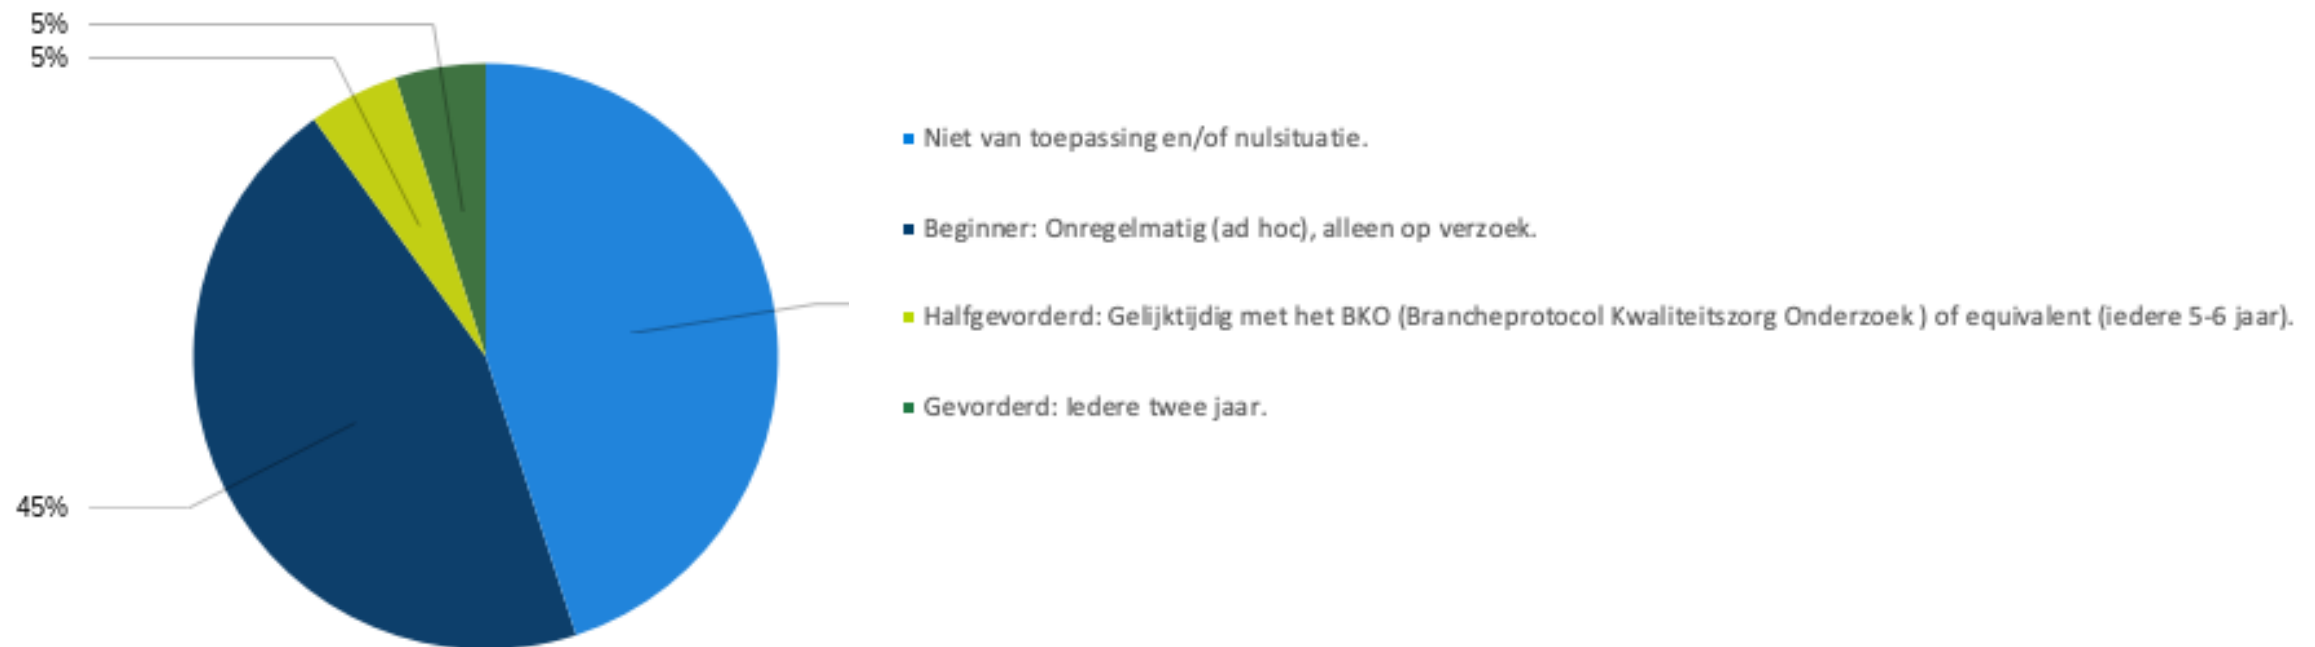 5%
5%
45%
Niet van toepassing en/of nulsituatie.
Beginner: Onregelmatig (ad hoc), alleen op verzoek.
Halfgevorderd: Gelijktijdig met het BKO (Brancheprotocol Kwaliteitszorg Onderzoek ) of equivalent (iedere 5-6 jaar).
Gevorderd: Iedere twee jaar.